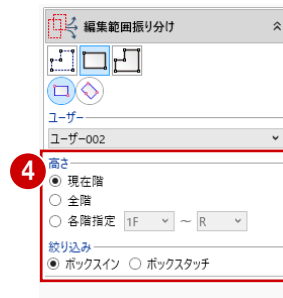 編集範囲振り分け
ユーザー
ユーザー002
4
高さ
現在階
全階
各階指定 1F ～ R
絞り込み
ボックスイン ボックスタッチ